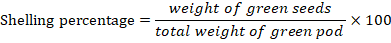 Shelling percentage = weight of green seeds / total weight of green pod × 100